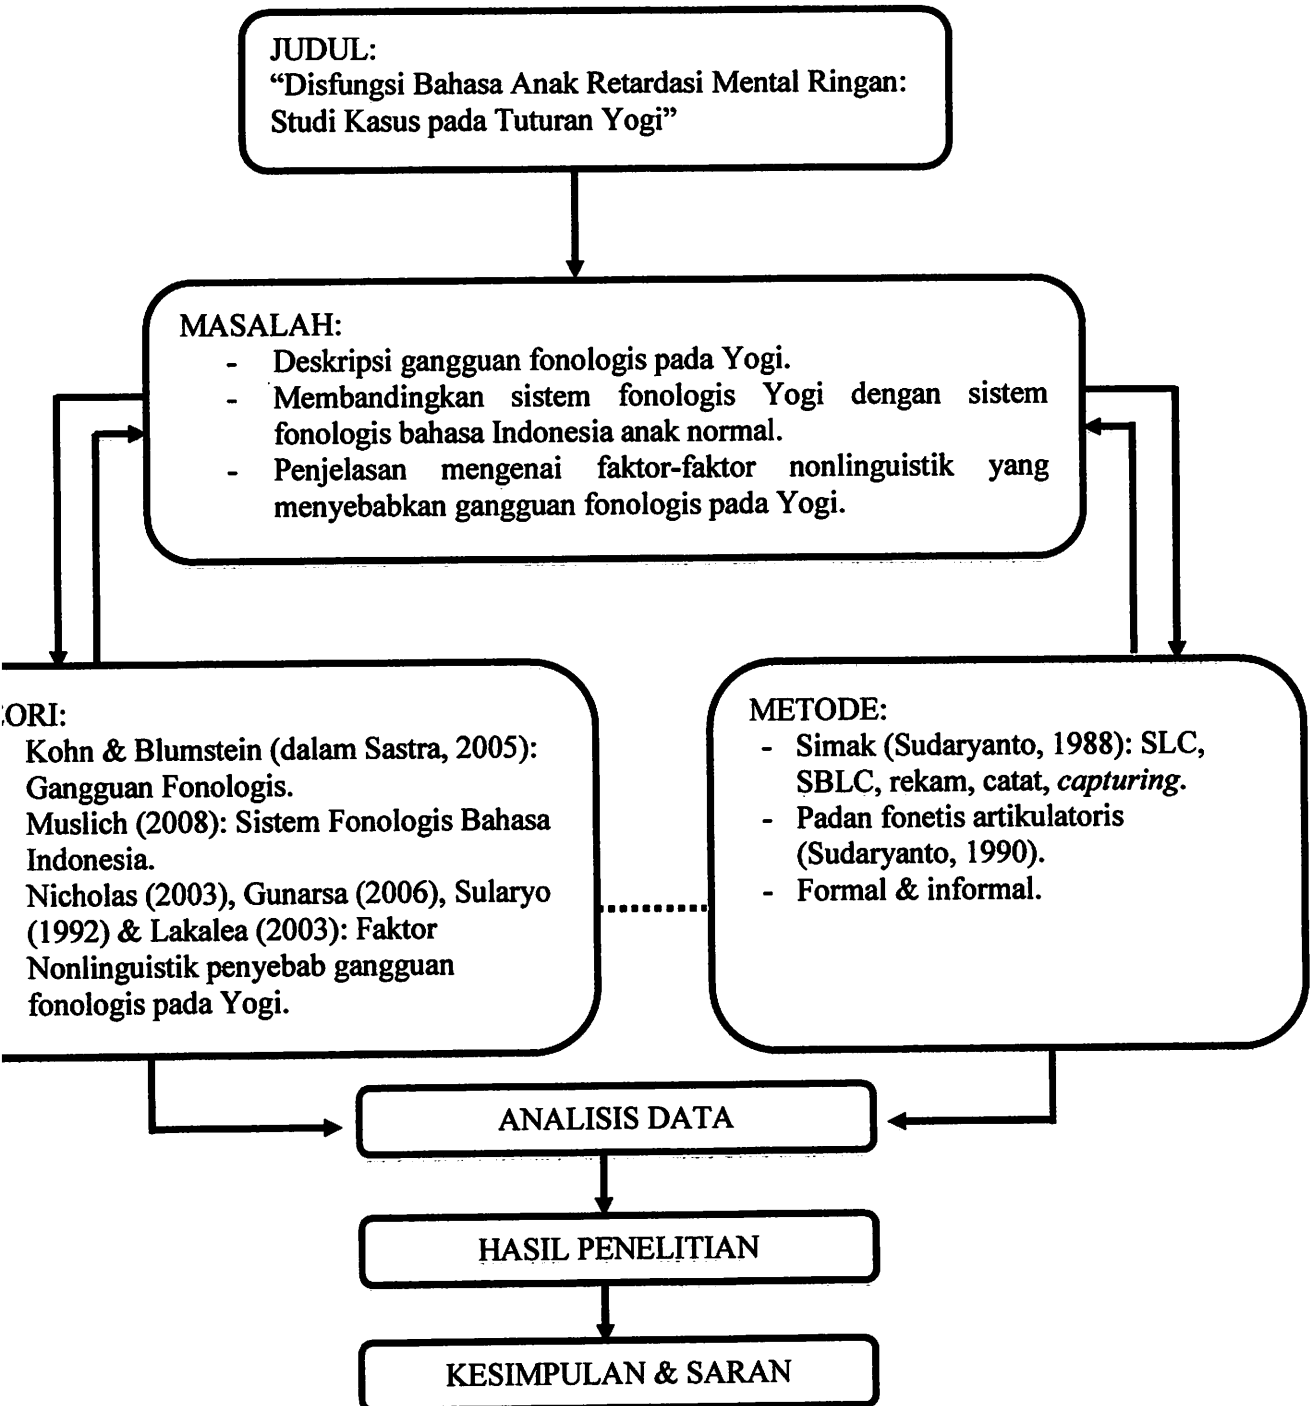 JUDUL:
“Disfungsi Bahasa Anak Retardasi Mental Ringan:
Studi Kasus pada Tuturan Yogi”
MASALAH:
- Deskripsi gangguan fonologis pada Yogi.
- Membandingkan sistem fonologis Yogi dengan sistem
fonologis bahasa Indonesia anak normal.
- Penjelasan mengenai faktor-faktor nonlinguistik yang
menyebabkan gangguan fonologis pada Yogi.
ORI:
Kohn & Blumstein (dalam Sastra, 2005):
Gangguan Fonologis.
Muslich (2008): Sistem Fonologis Bahasa
Indonesia.
Nicholas (2003), Gunarsa (2006), Sularyo
(1992) & Lakalea (2003): Faktor
Nonlinguistik penyebab gangguan
fonologis pada Yogi.
METODE:
- Simak (Sudaryanto, 1988): SLC,
SBLC, rekam, catat, capturing.
- Padan fonetis artikulatoris
(Sudaryanto, 1990).
- Formal & informal.
ANALISIS DATA
HASIL PENELITIAN
KESIMPULAN & SARAN